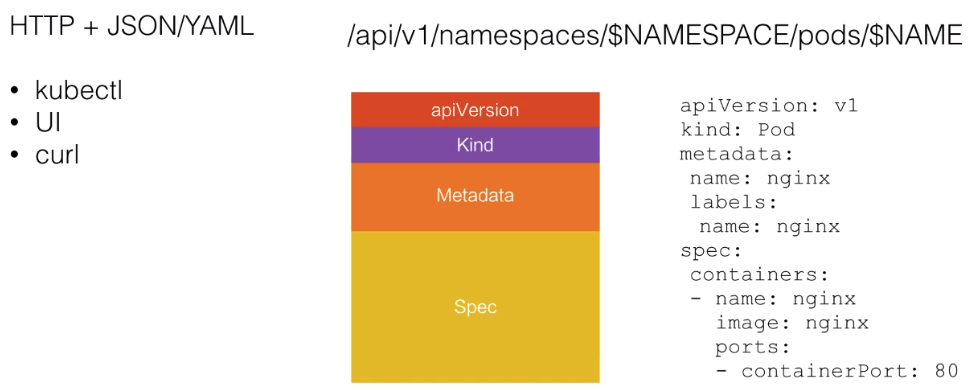 HTTP + JSON/YAML
• kubectl
• UI
• curl
/api/v1/namespaces/$NAMESPACE/pods/$NAME
apiVersion
Kind
Metadata
Spec
apiVersion: v1
kind: Pod
metadata:
 name: nginx
 labels:
  name: nginx
spec:
 containers:
 - name: nginx
   image: nginx
   ports:
   - containerPort: 80